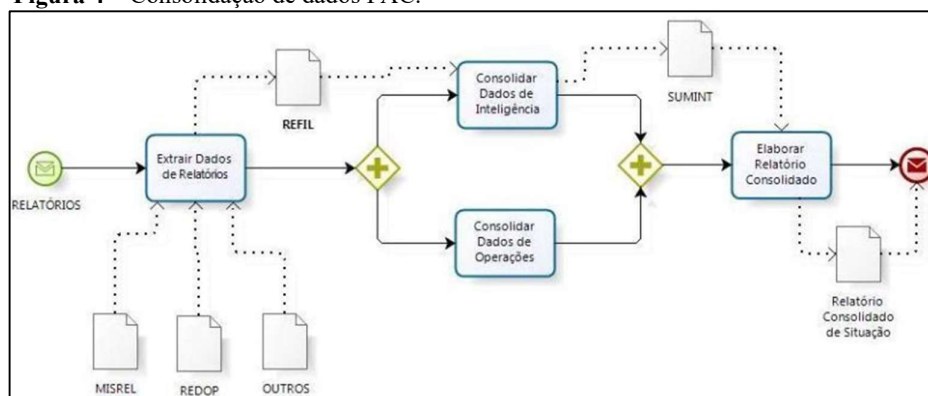 Figura 4 – Consolidação de dados FAC.
REFIL
Consolidar
Dados de
Inteligência
SUMINT
Extrair Dados
de Relatórios
Elaborar
Relatório
Consolidado
RELATÓRIOS
Consolidar
Dados de
Operações
Relatório
Consolidado
de Situação
MISREL
REDOP
OUTROS